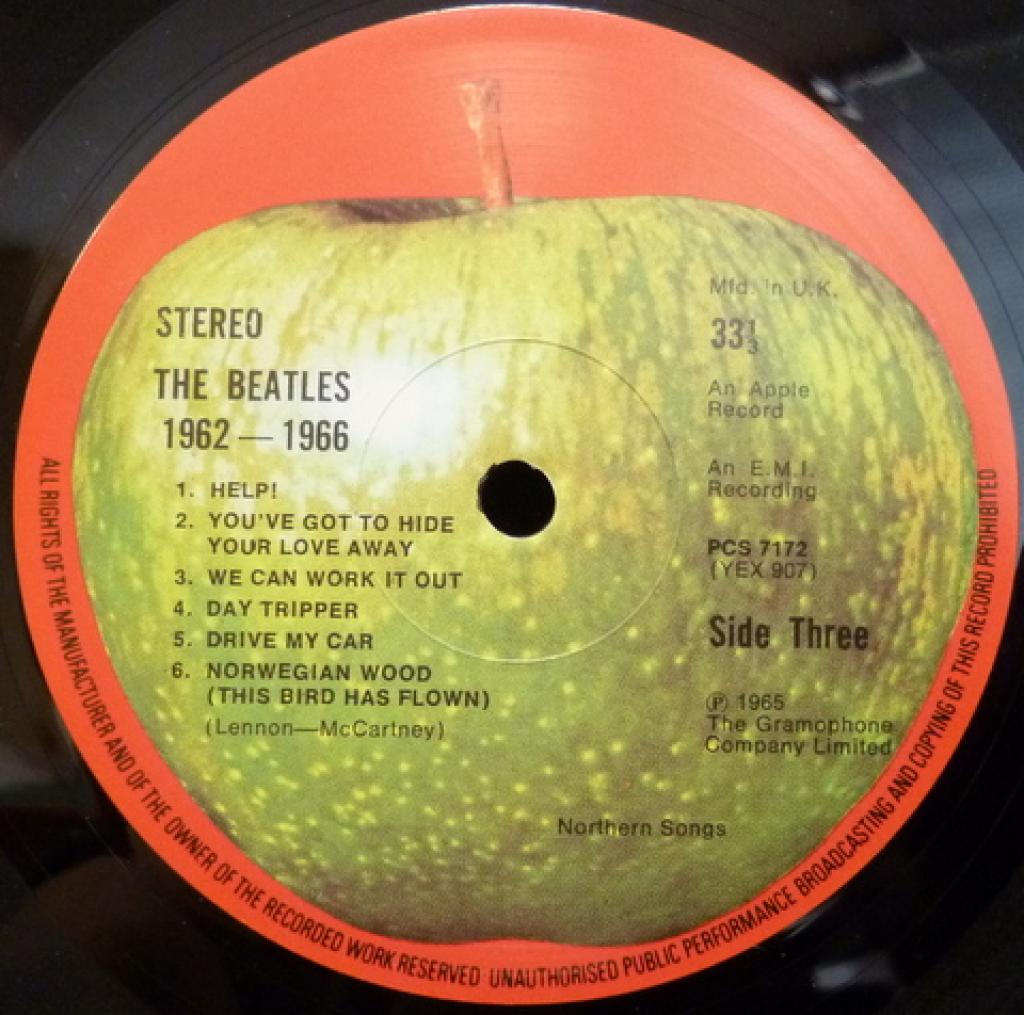 STEREO
THE BEATLES
1962 — 1966
1. HELP!
2. YOU'VE GOT TO HIDE
YOUR LOVE AWAY
3. WE CAN WORK IT OUT
4. DAY TRIPPER
5. DRIVE MY CAR
6. NORWEGIAN WOOD
(THIS BIRD HAS FLOWN)
(Lennon—McCartney)
Mfd. in U.K.
33⅓
An Apple
Record
An E.M.I.
Recording
PCS 7172
(YEX 907)
Side Three
℗ 1965
The Gramophone
Company Limited
Northern Songs
ALL RIGHTS OF THE MANUFACTURER AND OF THE OWNER OF THE RECORDED WORK RESERVED UNAUTHORISED PUBLIC PERFORMANCE BROADCASTING AND COPYING OF THIS RECORD PROHIBITED